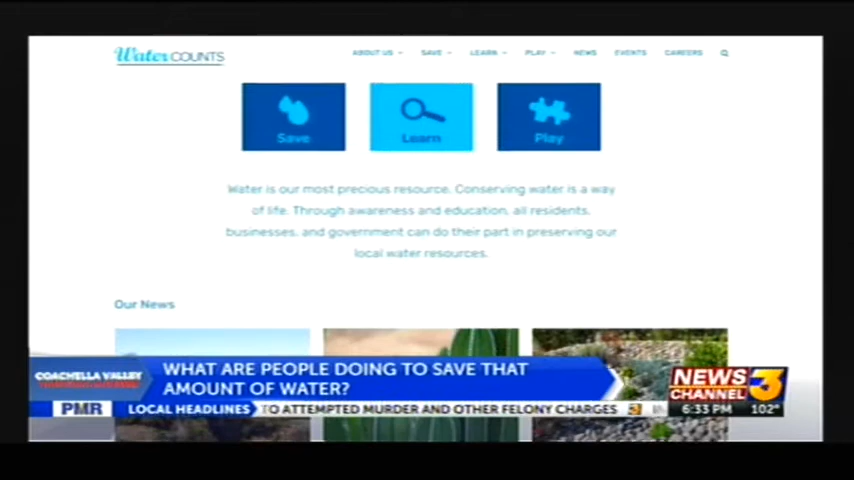 Water COUNTS
ABOUT US SAVE LEARN PLAY NEWS EVENTS CAREERS
Save Learn Play
Water is our most precious resource. Conserving water is a way
of life. Through awareness and education, all residents,
businesses, and government can do their part in preserving our
local water resources.
Our News
COACHELLA VALLEY
WHAT ARE PEOPLE DOING TO SAVE THAT
AMOUNT OF WATER?
NEWS CHANNEL 3
PMR LOCAL HEADLINES TO ATTEMPTED MURDER AND OTHER FELONY CHARGES 3
6:33 PM 102°